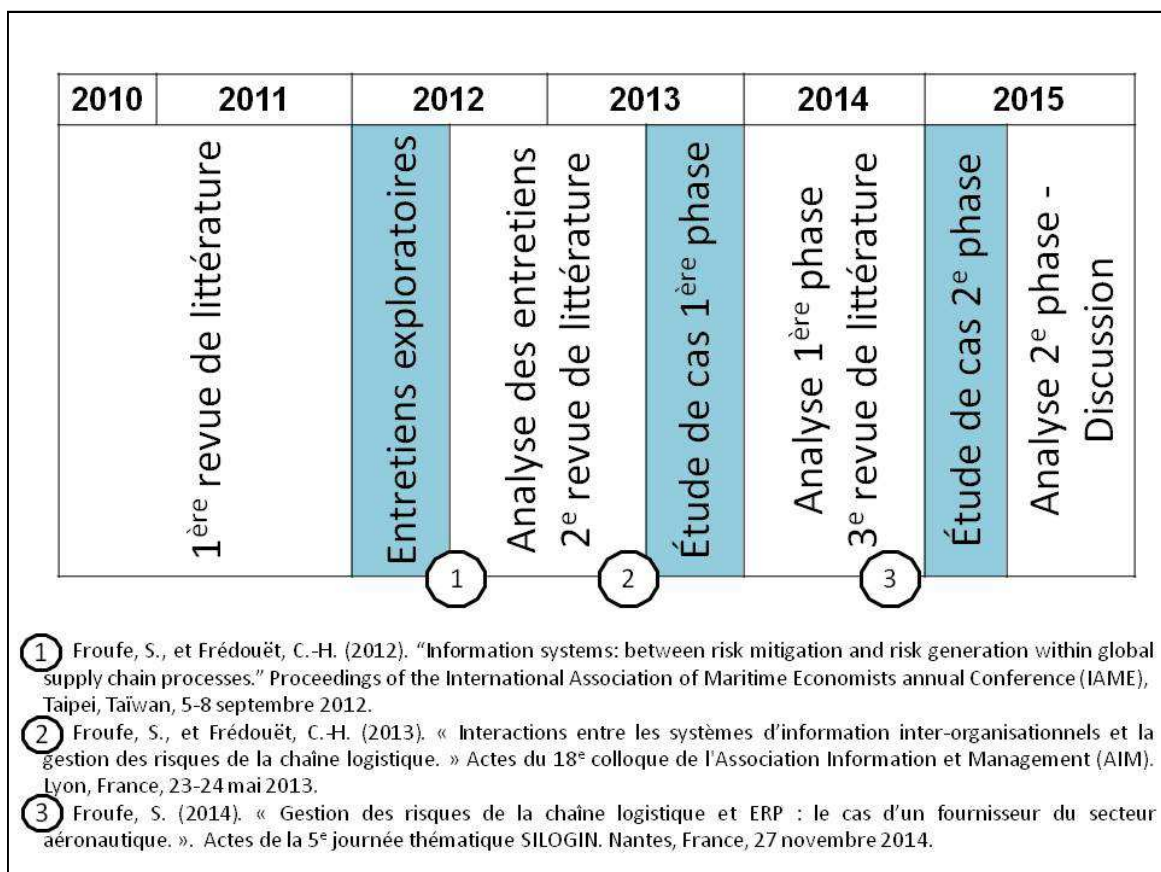 2010 2011 2012 2013 2014 2015
1ère revue de littérature
Entretiens exploratoires
Analyse des entretiens
2e revue de littérature
Étude de cas 1ère phase
Analyse 1ère phase
3e revue de littérature
Étude de cas 2e phase
Analyse 2e phase -
Discussion
1
2
3
1 Froufe, S., et Frédouët, C.-H. (2012). “Information systems: between risk mitigation and risk generation within global
supply chain processes.” Proceedings of the International Association of Maritime Economists annual Conference (IAME),
Taipei, Taïwan, 5-8 septembre 2012.
2 Froufe, S., et Frédouët, C.-H. (2013). « Interactions entre les systèmes d’information inter-organisationnels et la
gestion des risques de la chaîne logistique. » Actes du 18e colloque de l'Association Information et Management (AIM).
Lyon, France, 23-24 mai 2013.
3 Froufe, S. (2014). « Gestion des risques de la chaîne logistique et ERP : le cas d’un fournisseur du secteur
aéronautique. ». Actes de la 5e journée thématique SILOGIN. Nantes, France, 27 novembre 2014.